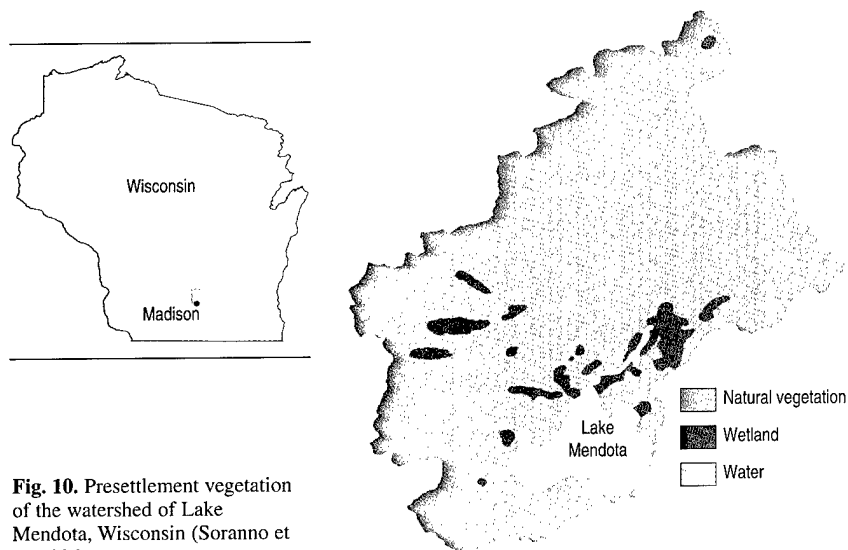 Wisconsin
Madison
Lake
Mendota
Natural vegetation
Wetland
Water
Fig. 10. Presettlement vegetation
of the watershed of Lake
Mendota, Wisconsin (Soranno et